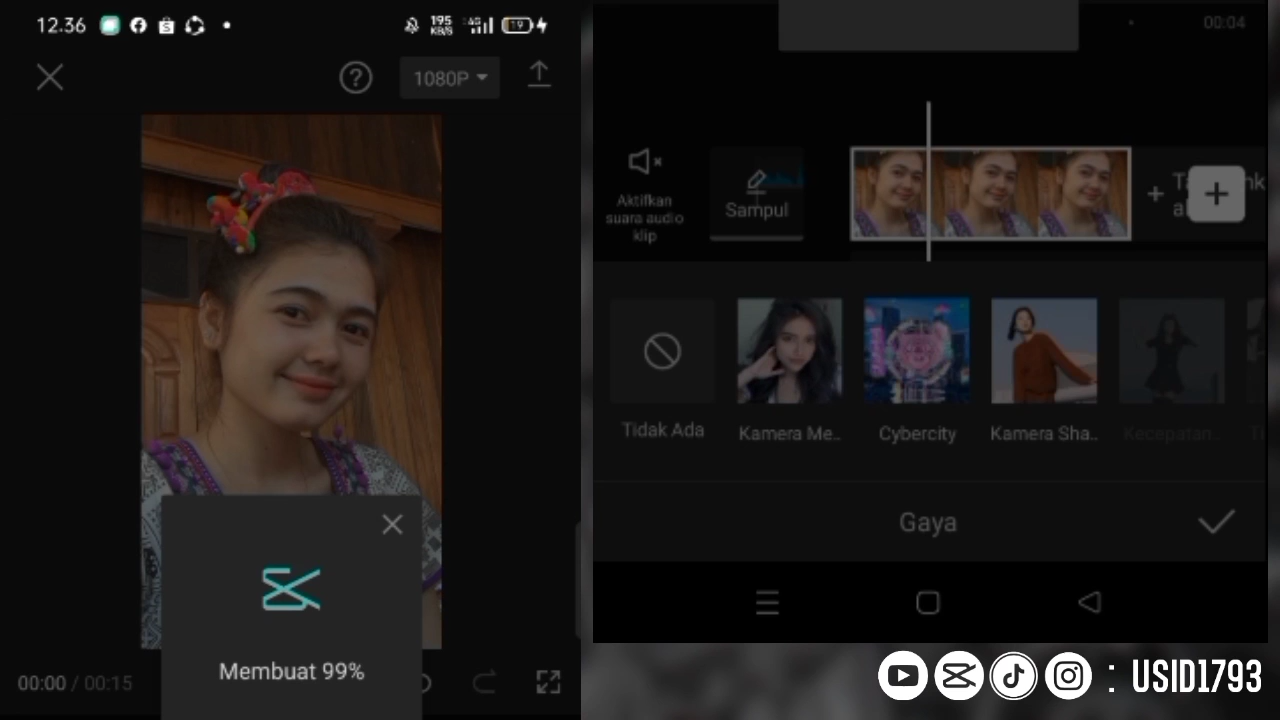 12.36
195
KB/S
4G
19
1080P
Membuat 99%
00:00 / 00:15
00:04
Aktifkan
suara audio
klip
Sampul
Tidak Ada
Kamera Me..
Cybercity
Kamera Sha..
Kecepatan..
Gaya
: USID1793